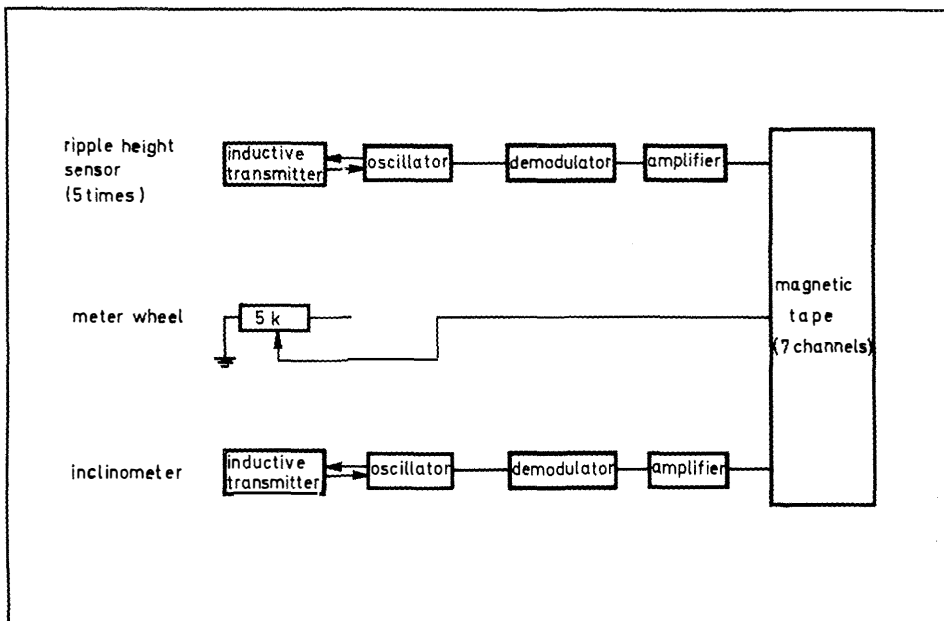 ripple height
sensor
(5 times)
inductive
transmitter
oscillator
demodulator
amplifier
meter wheel
5k
magnetic
tape
(7 channels)
inclinometer
inductive
transmitter
oscillator
demodulator
amplifier